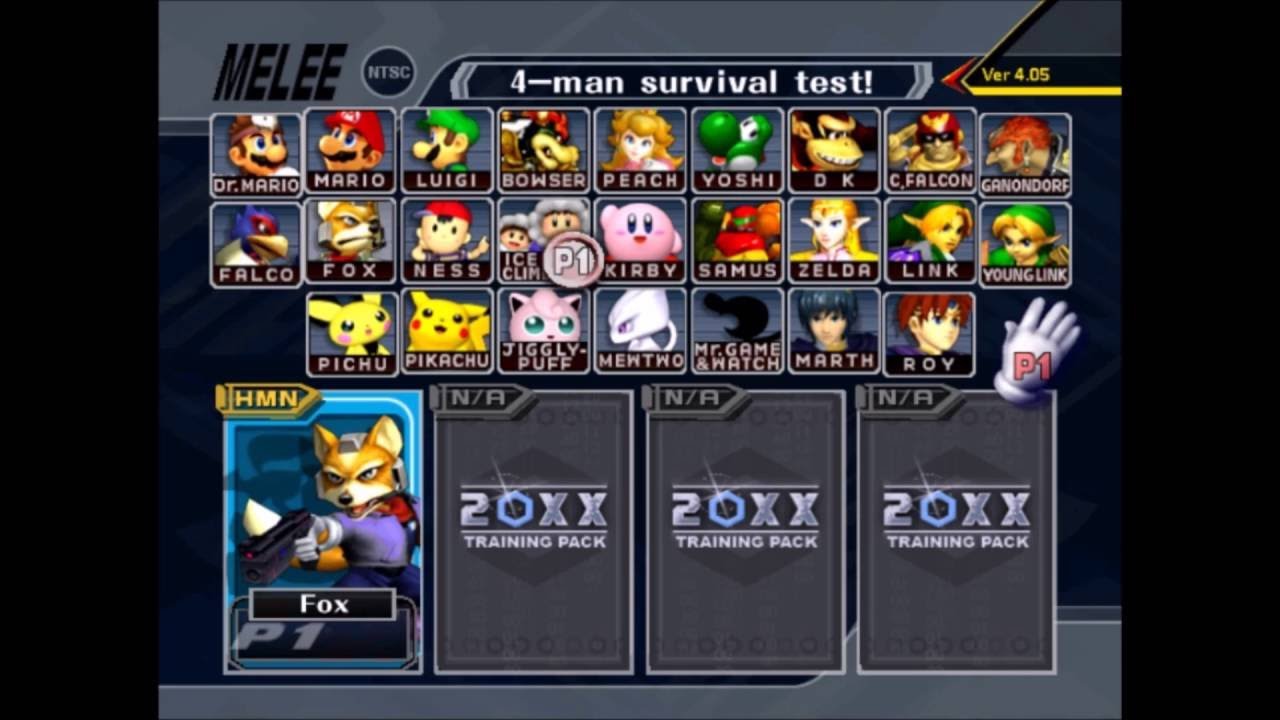 MELEE
NTSC
4-man survival test!
Ver 4.05
Dr.MARIO
MARIO
LUIGI
BOWSER
PEACH
YOSHI
D K
C,FALCON
GANONDORF
FALCO
FOX
NESS
ICE
CLIM
P1
KIRBY
SAMUS
ZELDA
LINK
YOUNG LINK
PICHU
PIKACHU
JIGGLY-
PUFF
MEWTWO
Mr.GAME
&WATCH
MARTH
ROY
P1
HMN
N/A
N/A
N/A
20XX
TRAINING PACK
20XX
TRAINING PACK
20XX
TRAINING PACK
Fox
P1